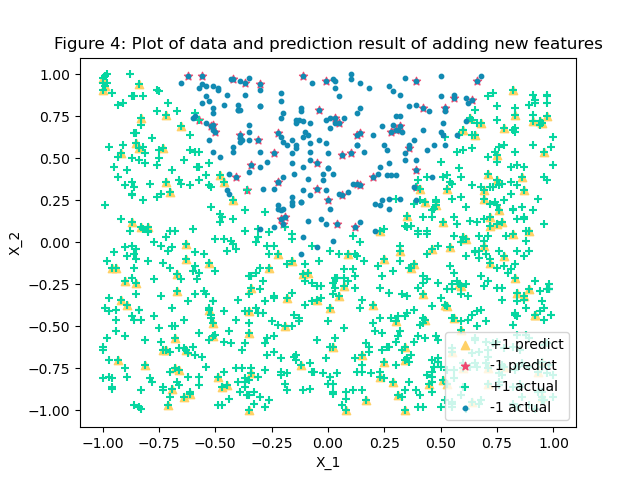 Figure 4: Plot of data and prediction result of adding new features
1.00
0.75
0.50
0.25
0.00
−0.25
−0.50
−0.75
−1.00
X_2
+1 predict
-1 predict
+1 actual
-1 actual
−1.00 −0.75 −0.50 −0.25 0.00 0.25 0.50 0.75 1.00
X_1